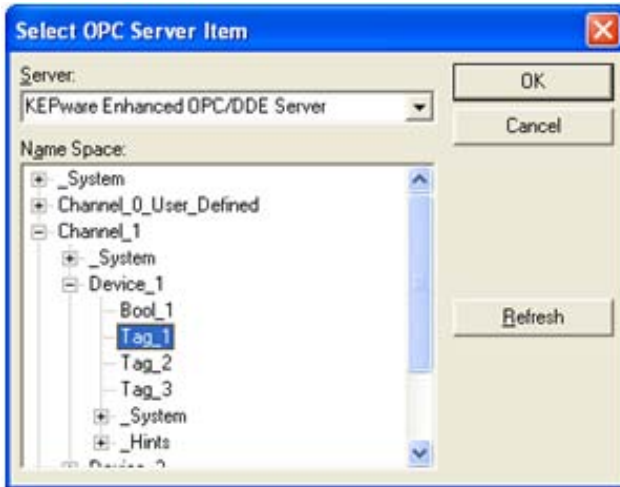 Select OPC Server Item
Server:
KEPware Enhanced OPC/DDE Server
OK
Cancel
Name Space:
_System
Channel_0_User_Defined
Channel_1
_System
Device_1
Bool_1
Tag_1
Tag_2
Tag_3
_System
_Hints
Refresh